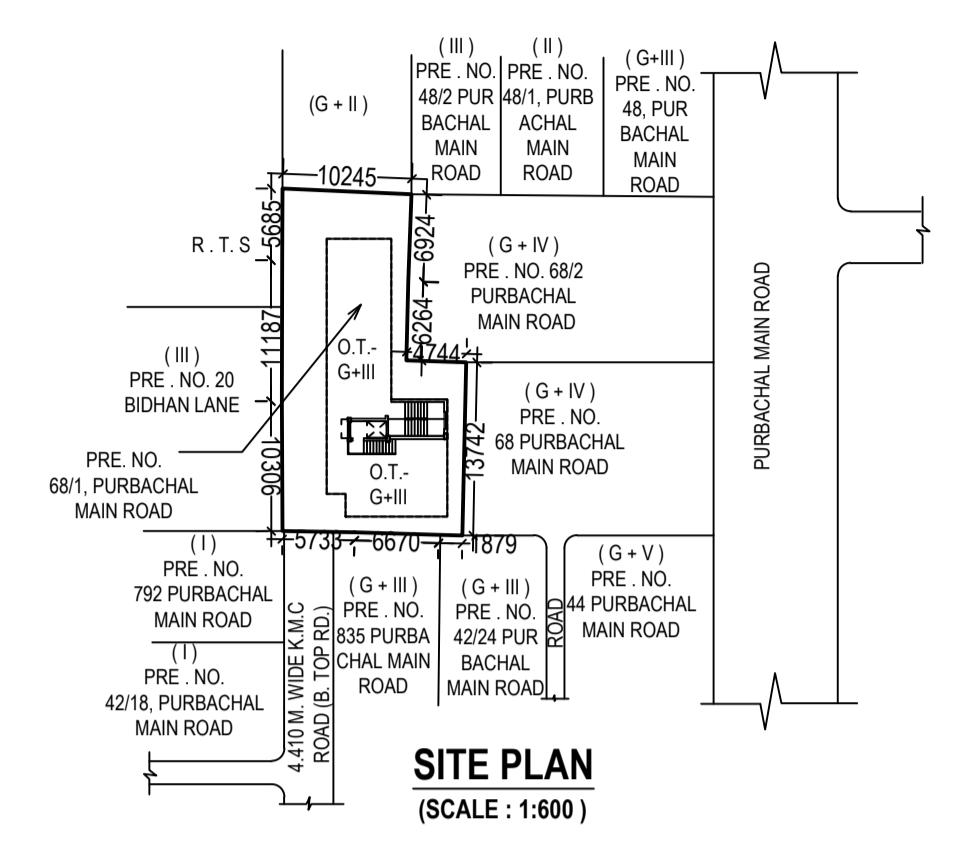 (G + II )
( III )
PRE . NO.
48/2 PUR
BACHAL
MAIN
ROAD
( II )
PRE . NO.
48/1, PURB
ACHAL
MAIN
ROAD
( G+III )
PRE . NO.
48, PUR
BACHAL
MAIN
ROAD
10245
5685
6924
R . T. S
( G + IV )
PRE . NO. 68/2
PURBACHAL
MAIN ROAD
PURBACHAL MAIN ROAD
6264
11187
O.T.-
G+III
4744
( III )
PRE . NO. 20
BIDHAN LANE
( G + IV )
PRE . NO.
68 PURBACHAL
MAIN ROAD
13742
10306
PRE. NO.
68/1, PURBACHAL
MAIN ROAD
O.T.-
G+III
5733
6670
1879
( I )
PRE . NO.
792 PURBACHAL
MAIN ROAD
( I )
PRE . NO.
42/18, PURBACHAL
MAIN ROAD
4.410 M. WIDE K.M.C
ROAD (B. TOP RD.)
( G + III )
PRE . NO.
835 PURBA
CHAL MAIN
ROAD
( G + III )
PRE . NO.
42/24 PUR
BACHAL
MAIN ROAD
ROAD
( G + V )
PRE . NO.
44 PURBACHAL
MAIN ROAD
SITE PLAN
(SCALE : 1:600 )